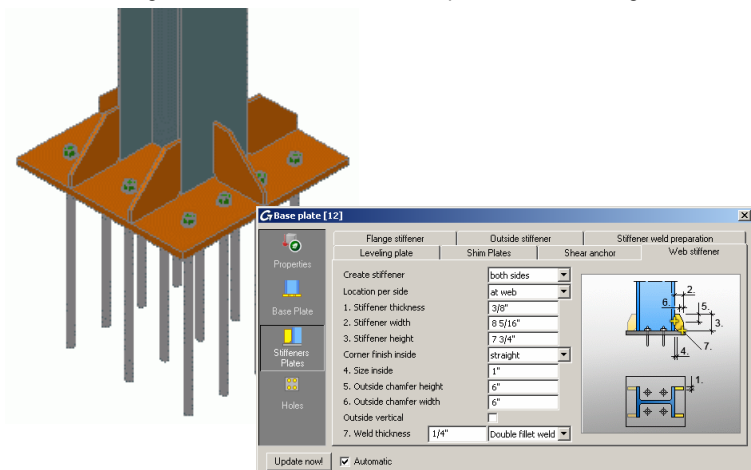 Base plate [12]
Properties
Base Plate
Stiffeners Plates
Holes
Flange stiffener
Outside stiffener
Stiffener weld preparation
Leveling plate
Shim Plates
Shear anchor
Web stiffener
Create stiffener both sides
Location per side at web
1. Stiffener thickness 3/8"
2. Stiffener width 8 5/16"
3. Stiffener height 7 3/4"
Corner finish inside straight
4. Size inside 1"
5. Outside chamfer height 6"
6. Outside chamfer width 6"
Outside vertical
7. Weld thickness 1/4" Double fillet weld
2.
6.
5.
3.
4.
7.
1.
Update now! Automatic